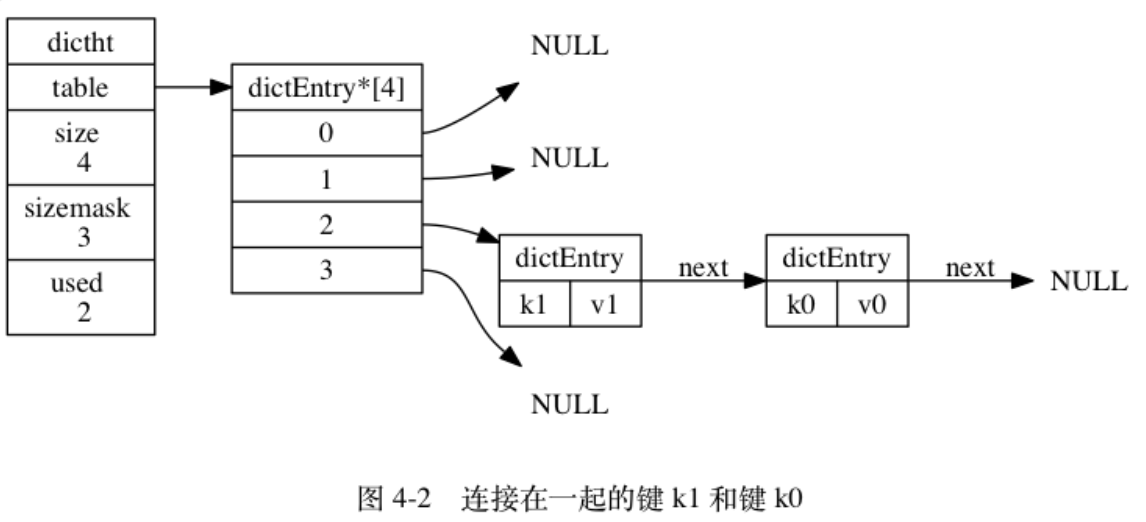 dictht
table
size
4
sizemask
3
used
2
dictEntry*[4]
0
1
2
3
NULL
NULL
dictEntry
k1 v1
next
dictEntry
k0 v0
next
NULL
NULL
图 4-2 连接在一起的键 k1 和键 k0